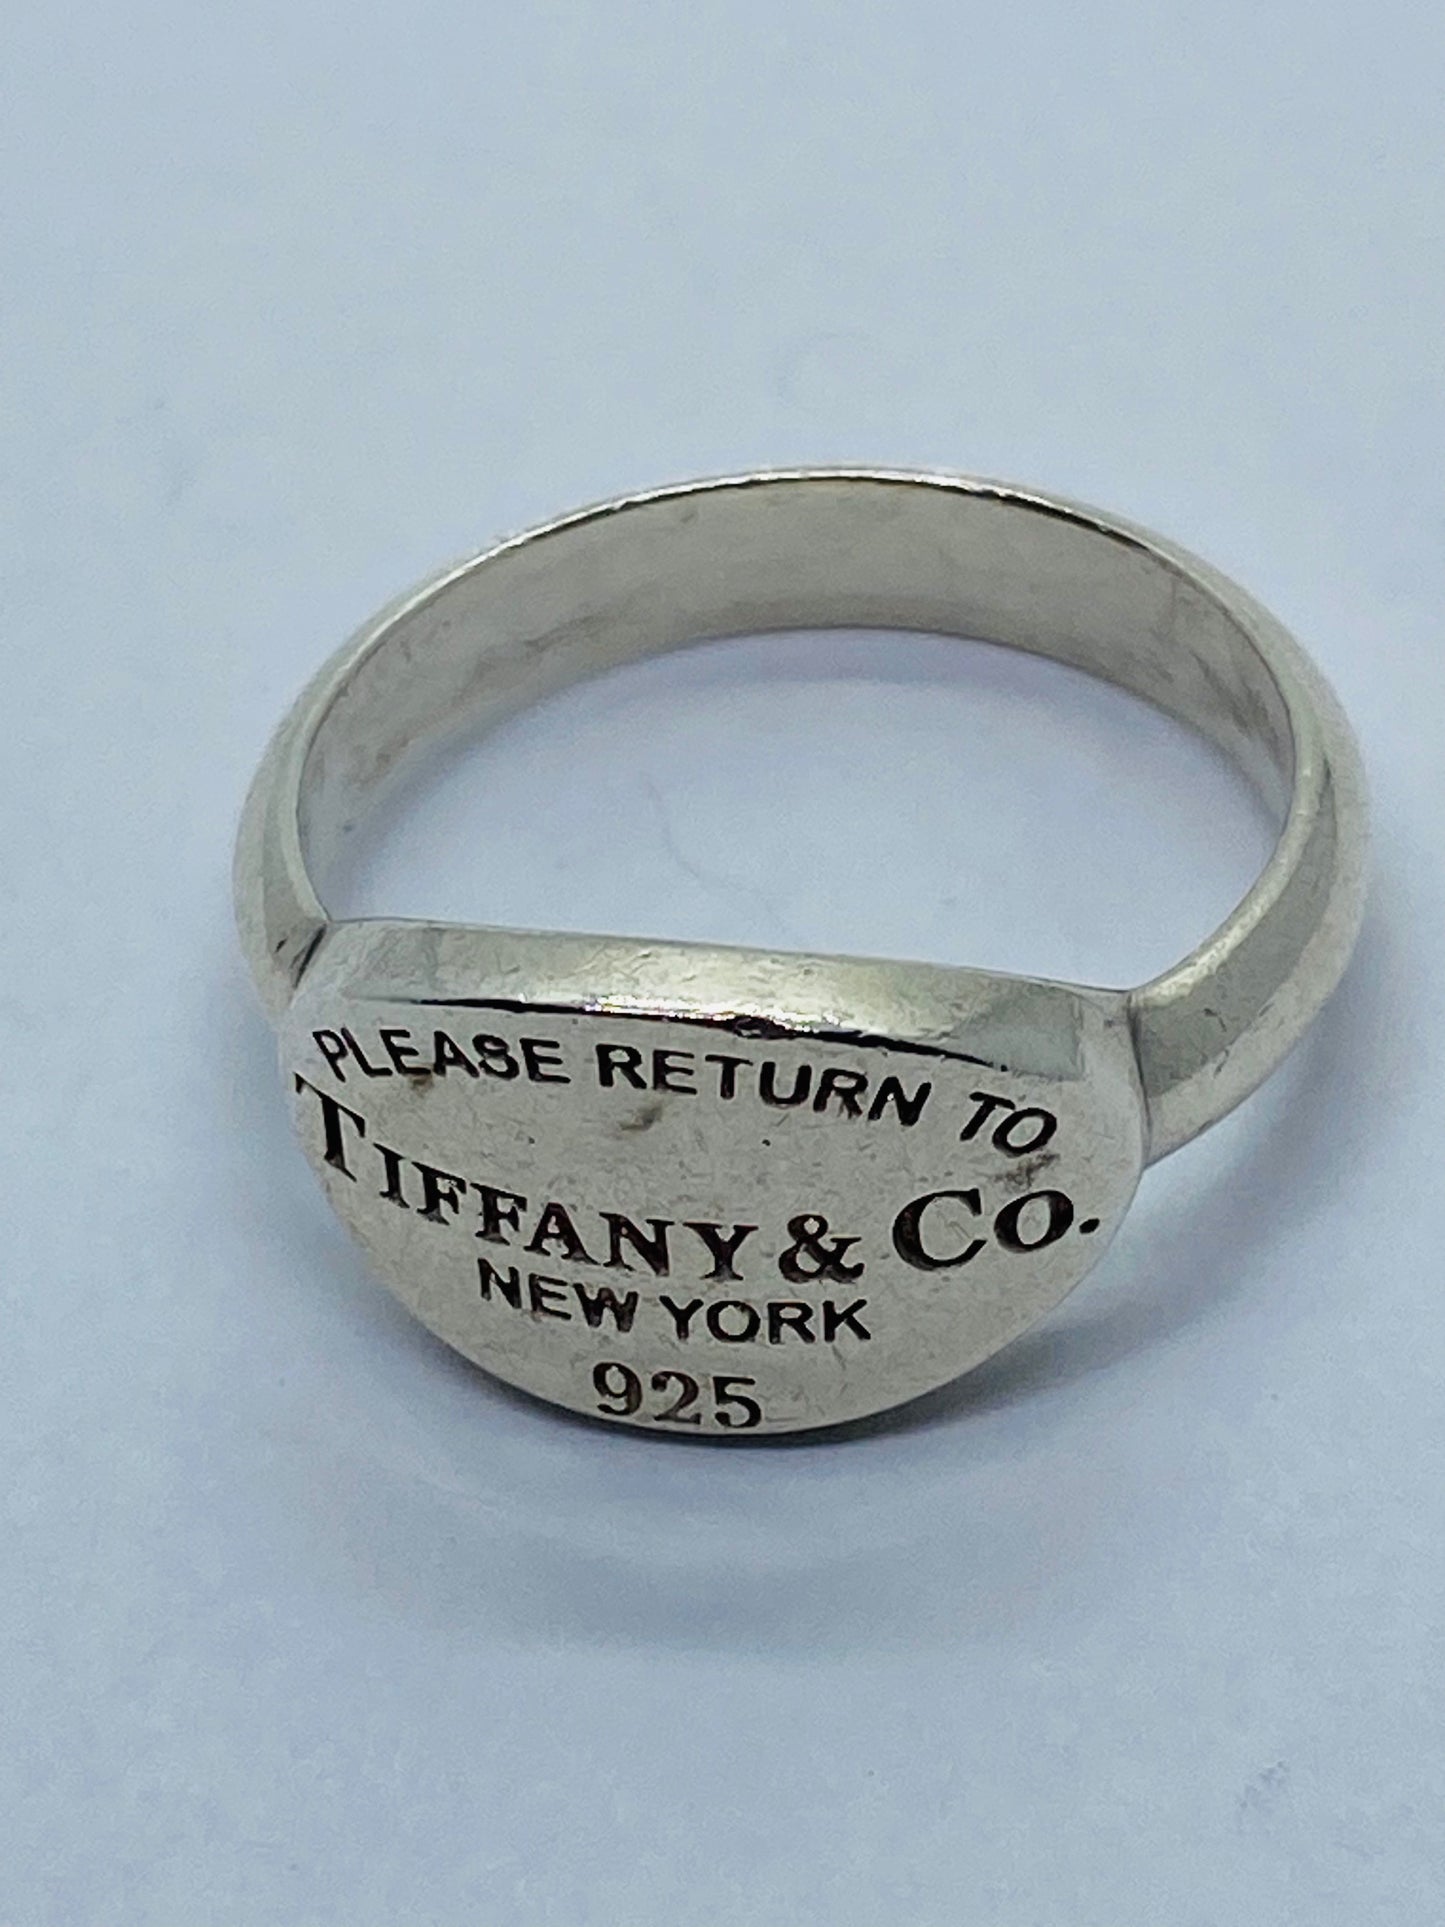 PLEASE RETURN TO
TIFFANY & CO.
NEW YORK
925